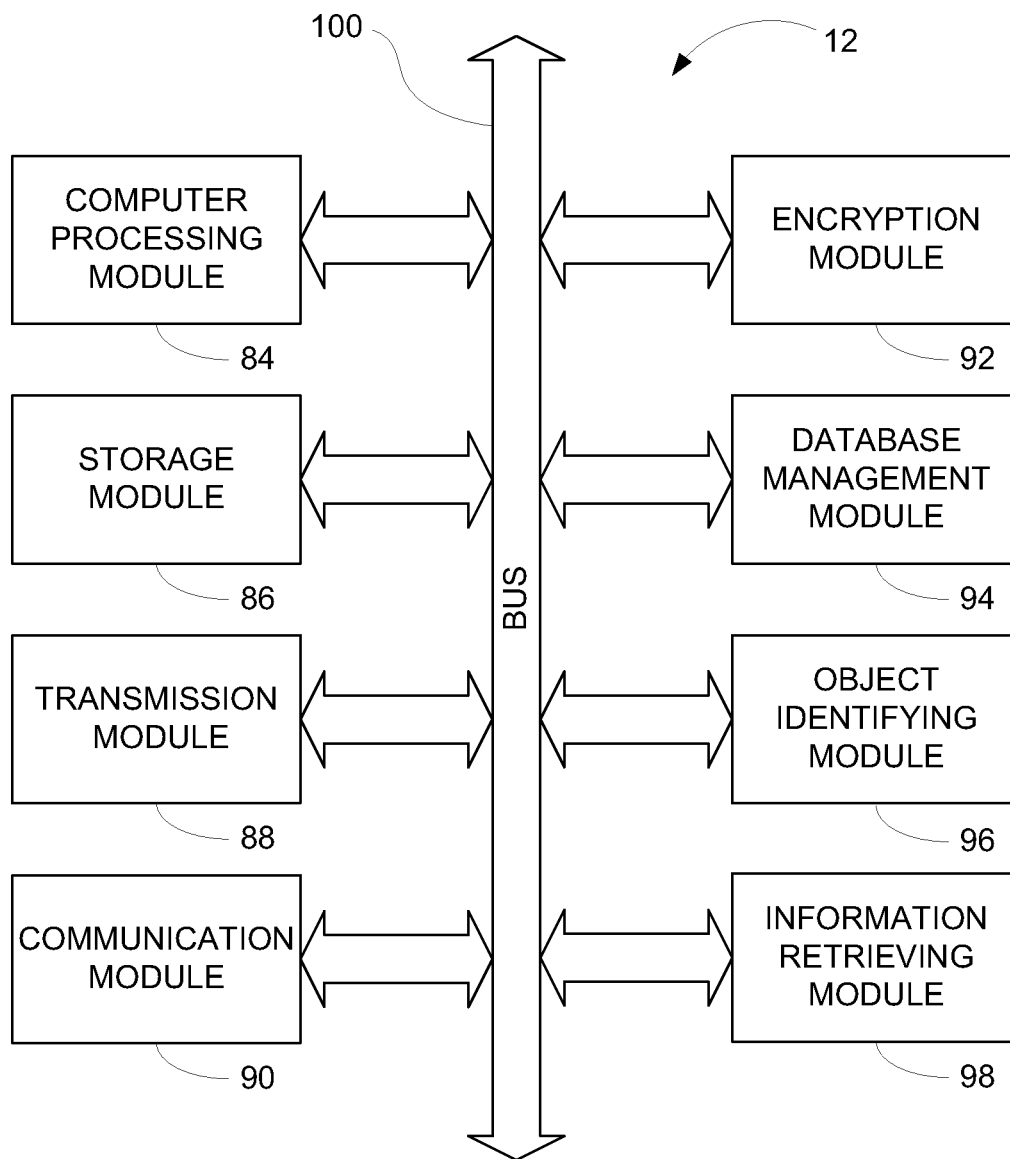 100
12
COMPUTER
PROCESSING
MODULE
84
ENCRYPTION
MODULE
92
STORAGE
MODULE
86
DATABASE
MANAGEMENT
MODULE
94
BUS
TRANSMISSION
MODULE
88
OBJECT
IDENTIFYING
MODULE
96
COMMUNICATION
MODULE
90
INFORMATION
RETRIEVING
MODULE
98